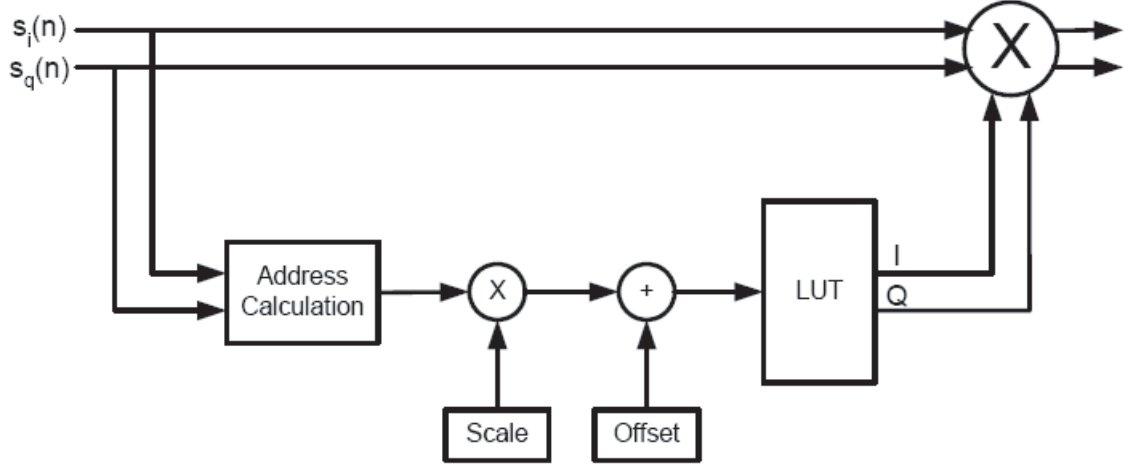 s_i(n)
s_q(n)
X
Address
Calculation
X
+
LUT
I
Q
Scale
Offset